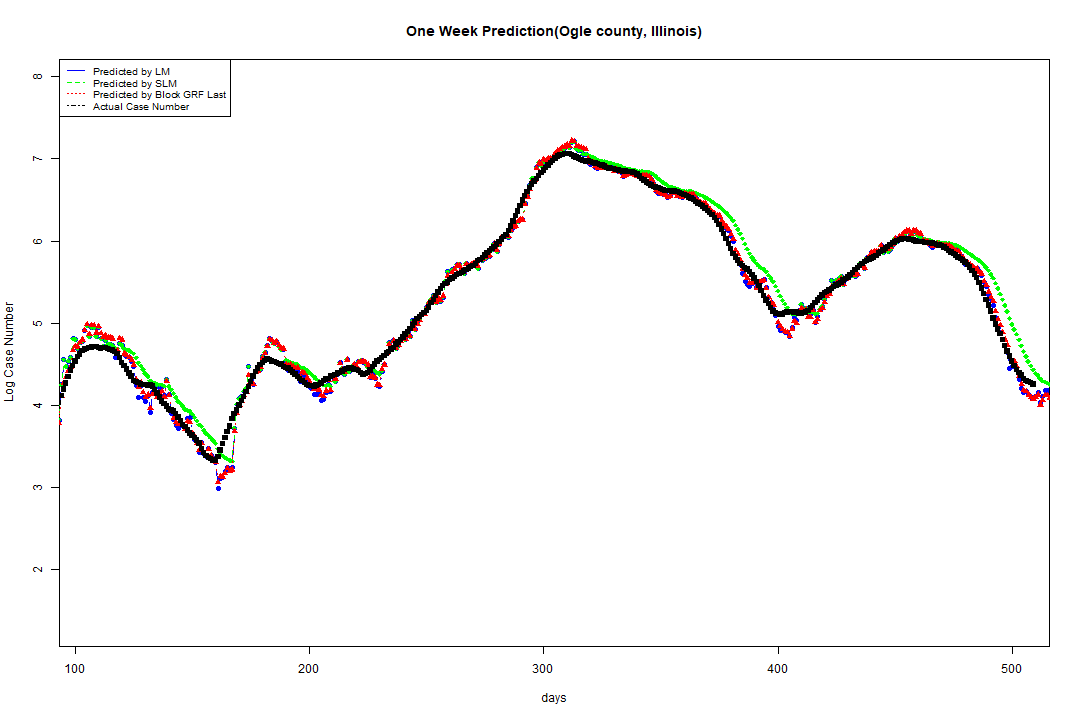 One Week Prediction(Ogle county, Illinois)
Predicted by LM
Predicted by SLM
Predicted by Block GRF Last
Actual Case Number
8
7
6
5
4
3
2
Log Case Number
100 200 300 400 500
days